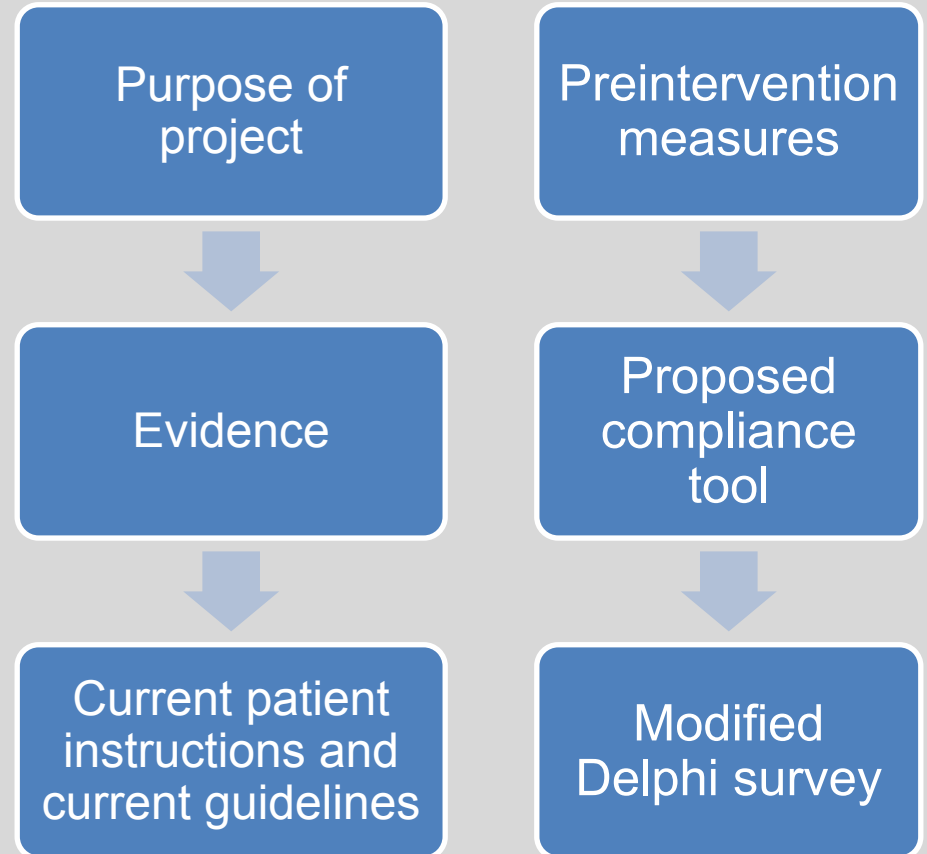 Purpose of
project
Evidence
Current patient
instructions and
current guidelines
Preintervention
measures
Proposed
compliance
tool
Modified
Delphi survey